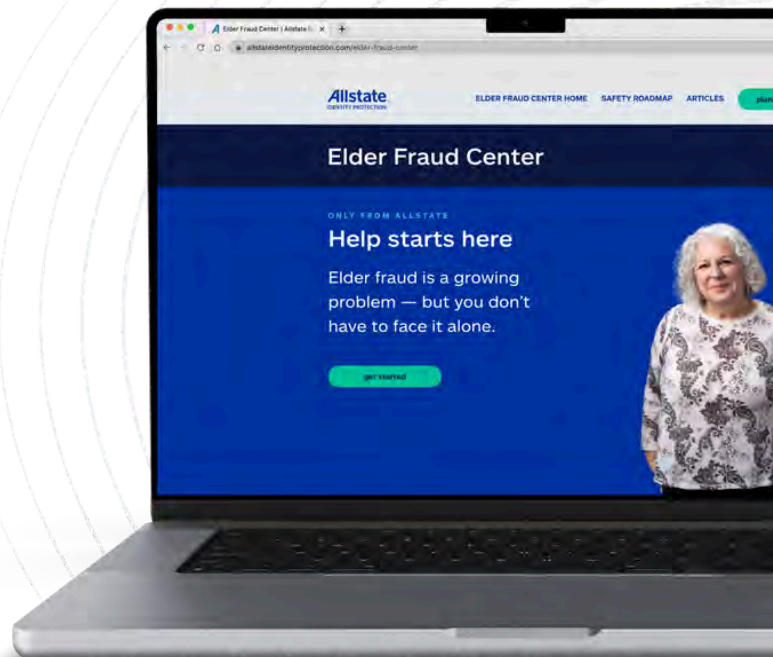 Elder Fraud Center | Allstate I
allstateidentityprotection.com/elder-fraud-center
Allstate
IDENTITY PROTECTION
ELDER FRAUD CENTER HOME SAFETY ROADMAP ARTICLES plan
Elder Fraud Center
ONLY FROM ALLSTATE
Help starts here
Elder fraud is a growing
problem — but you don't
have to face it alone.
get started